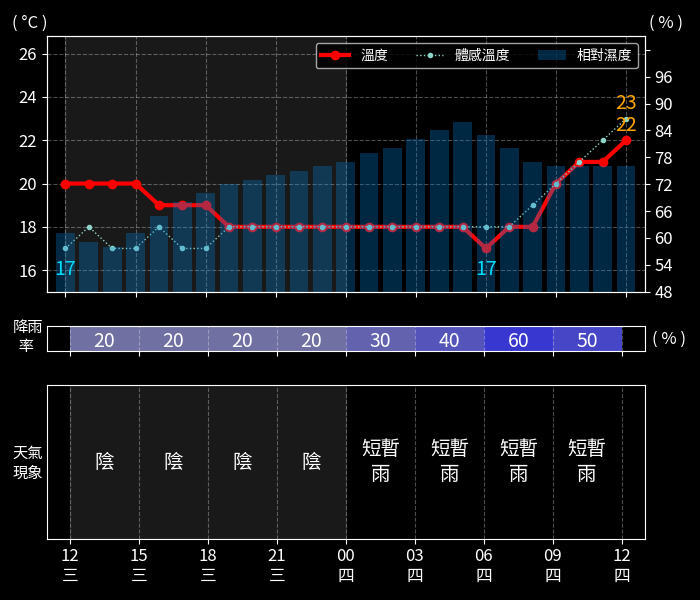 ( °C )
( % )
溫度 體感溫度 相對濕度
26
24
22
20
18
16
96
90
84
78
72
66
60
54
48
23
22
17
17
降雨
率
20 20 20 20 30 40 60 50
( % )
天氣
現象
陰 陰 陰 陰 短暫
雨 短暫
雨 短暫
雨 短暫
雨
12 15 18 21 00 03 06 09 12
三 三 三 三 四 四 四 四 四